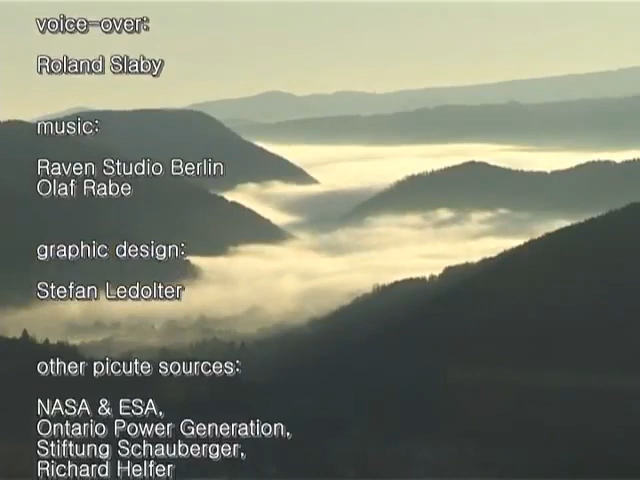 voice-over:
Roland Slaby
music:
Raven Studio Berlin
Olaf Rabe
graphic design:
Stefan Ledolter
other picute sources:
NASA & ESA,
Ontario Power Generation,
Stiftung Schauberger,
Richard Helfer